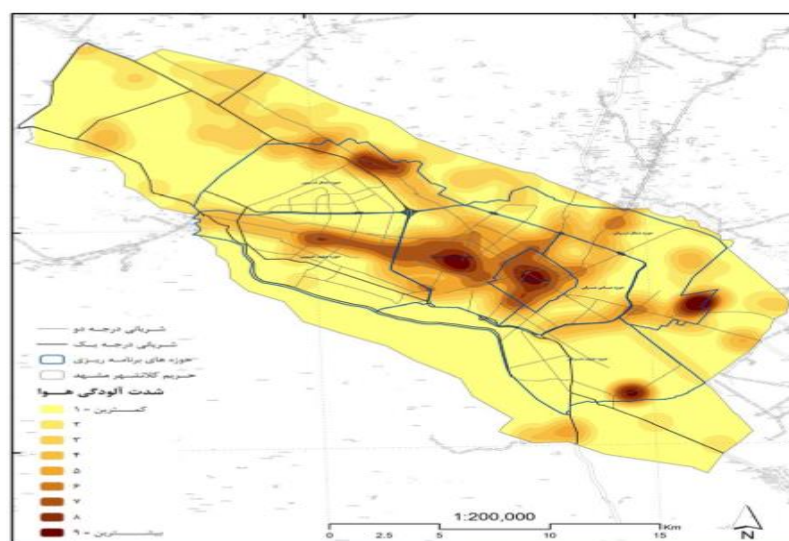 شریانی درجه دو
شریانی درجه یک
حوزه های برنامه ریزی
حریم کلانشهر مشهد
شدت آلودگی هوا
کمترین = ۱
۲
۳
۴
۵
۶
۷
۸
بیشترین = ۹
1:200,000
0 2.5 5 10 15 Km
N